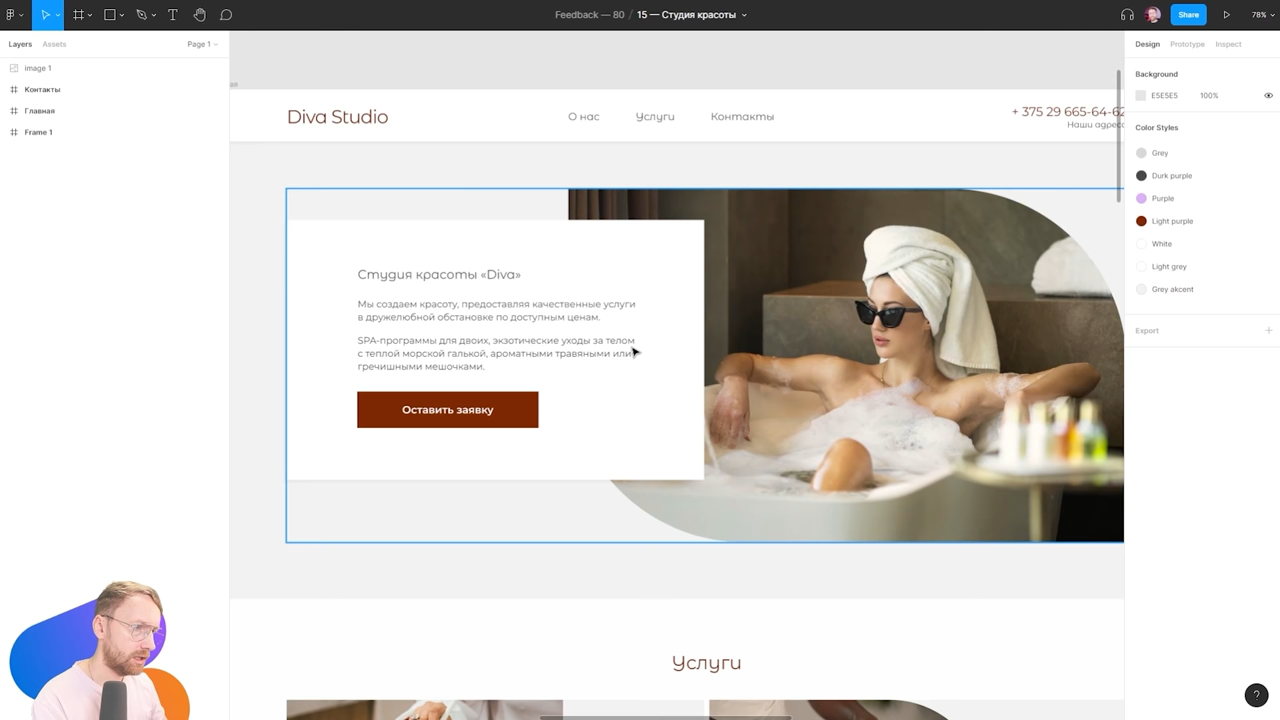 Feedback — 80 / 15 — Студия красоты
Share
78%
Layers
Assets
Page 1
image 1
Контакты
Главная
Frame 1
Diva Studio
О нас
Услуги
Контакты
+ 375 29 665-64-62
Наши адреса
Студия красоты «Diva»
Мы создаем красоту, предоставляя качественные услуги
в дружелюбной обстановке по доступным ценам.
SPA-программы для двоих, экзотические уходы за телом
с теплой морской галькой, ароматными травяными или
гречишными мешочками.
Оставить заявку
Услуги
Design
Prototype
Inspect
Background
E5E5E5
100%
Color Styles
Grey
Durk purple
Purple
Light purple
White
Light grey
Grey akcent
Export
?